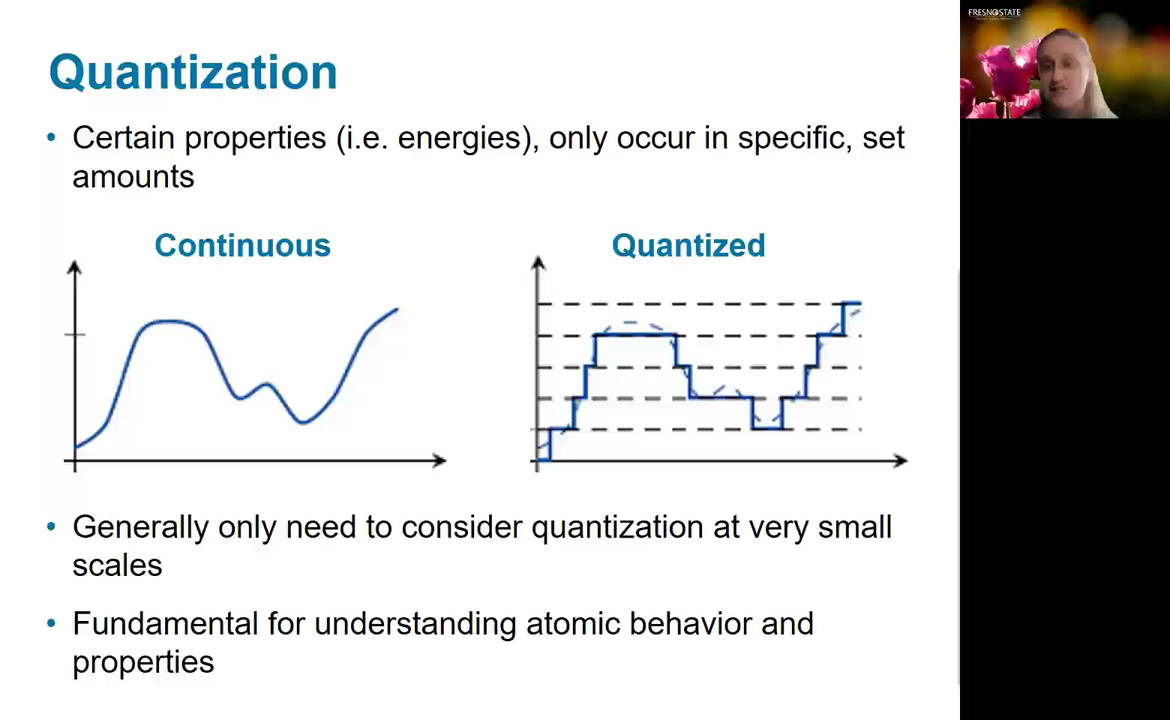 Quantization
• Certain properties (i.e. energies), only occur in specific, set
amounts
Continuous
Quantized
• Generally only need to consider quantization at very small
scales
• Fundamental for understanding atomic behavior and
properties
FRESNO STATE